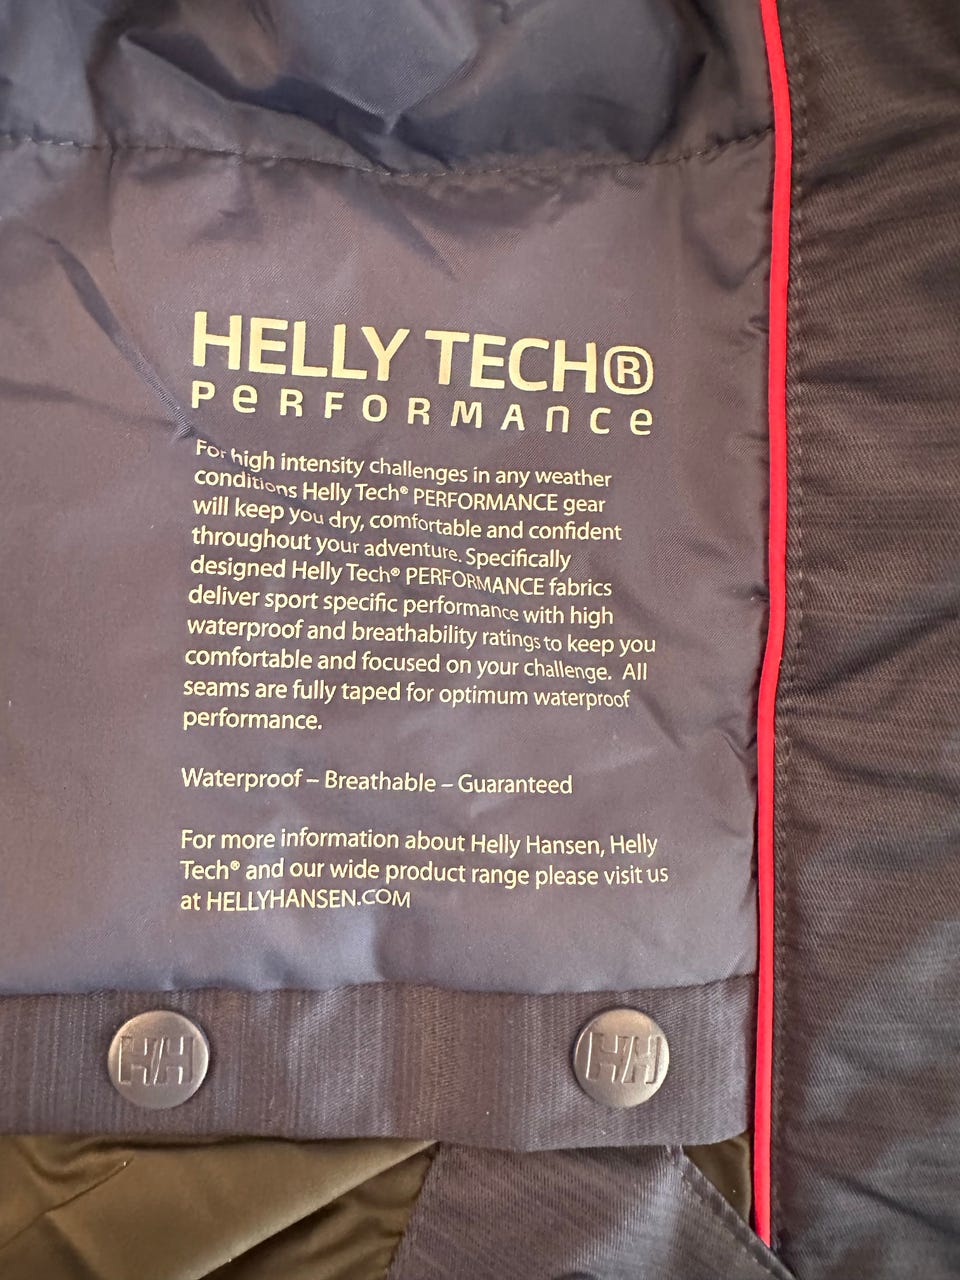 HELLY TECH®
PERFORMANCE
For high intensity challenges in any weather
conditions Helly Tech® PERFORMANCE gear
will keep you dry, comfortable and confident
throughout your adventure. Specifically
designed Helly Tech® PERFORMANCE fabrics
deliver sport specific performance with high
waterproof and breathability ratings to keep you
comfortable and focused on your challenge.  All
seams are fully taped for optimum waterproof
performance.
Waterproof – Breathable – Guaranteed
For more information about Helly Hansen, Helly
Tech® and our wide product range please visit us
at HELLYHANSEN.COM
HH HH